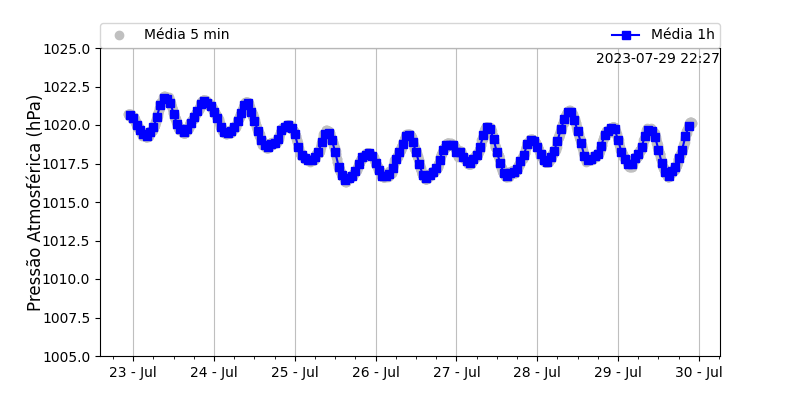 Média 5 min
Média 1h
2023-07-29 22:27
Pressão Atmosférica (hPa)
1025.0
1022.5
1020.0
1017.5
1015.0
1012.5
1010.0
1007.5
1005.0
23 - Jul
24 - Jul
25 - Jul
26 - Jul
27 - Jul
28 - Jul
29 - Jul
30 - Jul